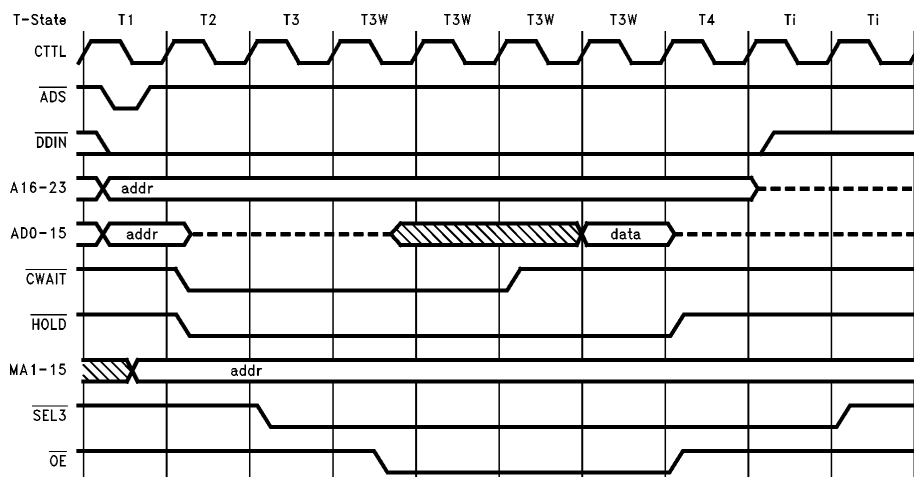 T-State T1 T2 T3 T3W T3W T3W T3W T4 Ti Ti
CTTL
ADS
DDIN
A16-23 addr
AD0-15 addr data
CWAIT
HOLD
MA1-15 addr
SEL3
OE